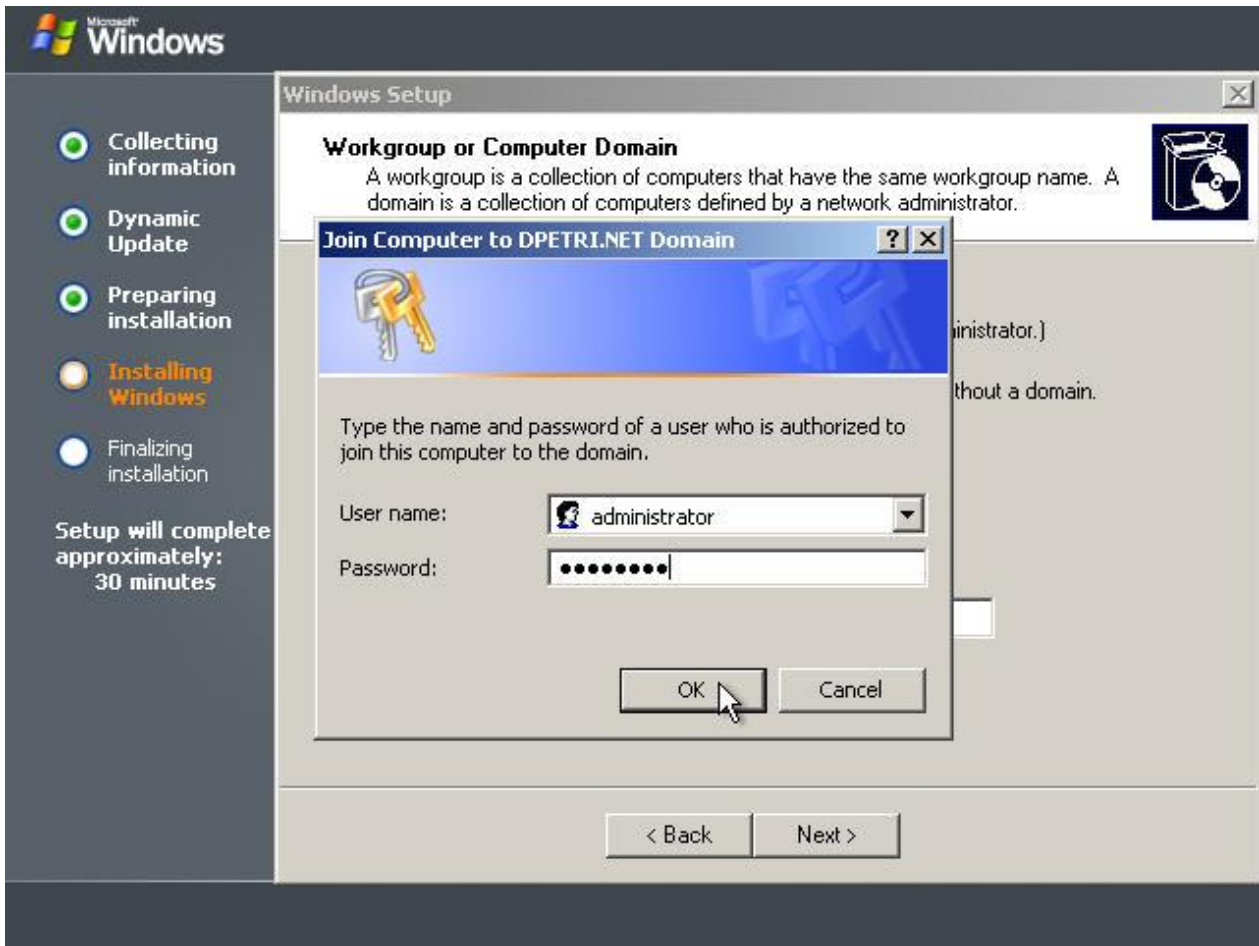 Microsoft
Windows
Collecting
information
Dynamic
Update
Preparing
installation
Installing
Windows
Finalizing
installation
Setup will complete
approximately:
30 minutes
Windows Setup
Workgroup or Computer Domain
A workgroup is a collection of computers that have the same workgroup name. A
domain is a collection of computers defined by a network administrator.
Join Computer to DPETRI.NET Domain
inistrator.)
thout a domain.
Type the name and password of a user who is authorized to
join this computer to the domain.
User name:
administrator
Password:
●●●●●●●●
OK
Cancel
< Back
Next >